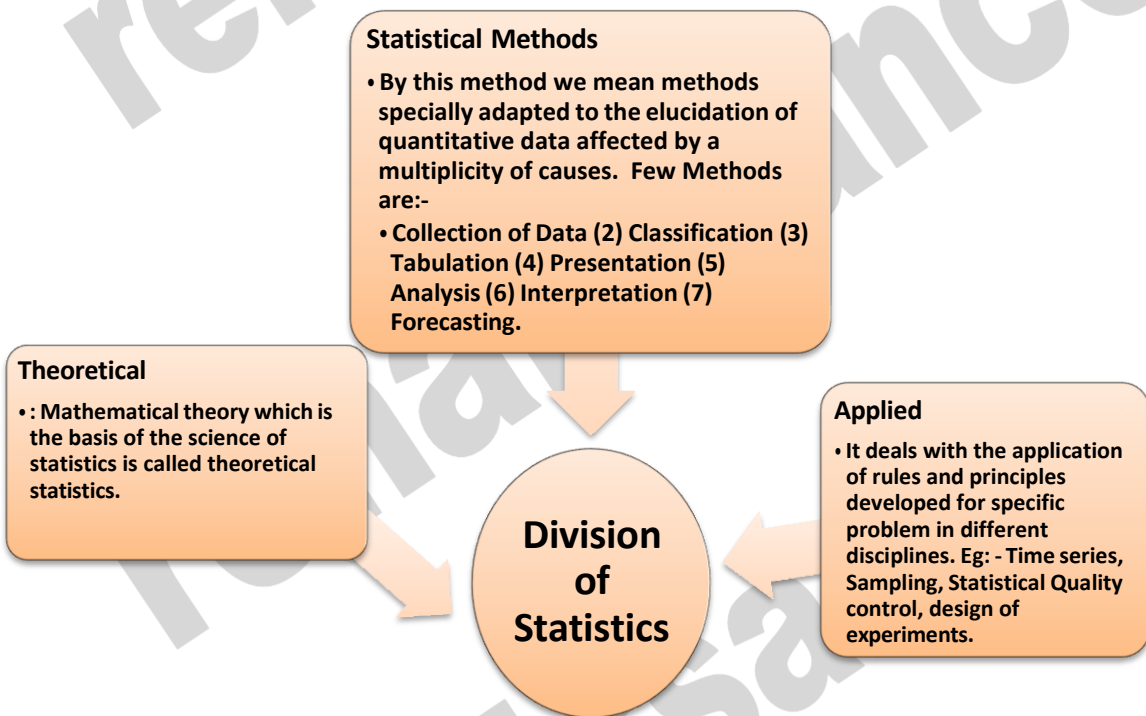 Statistical Methods
• By this method we mean methods
specially adapted to the elucidation of
quantitative data affected by a
multiplicity of causes. Few Methods
are:-
• Collection of Data (2) Classification (3)
Tabulation (4) Presentation (5)
Analysis (6) Interpretation (7)
Forecasting.
Theoretical
• : Mathematical theory which is
the basis of the science of
statistics is called theoretical
statistics.
Applied
• It deals with the application
of rules and principles
developed for specific
problem in different
disciplines. Eg: - Time series,
Sampling, Statistical Quality
control, design of
experiments.
Division
of
Statistics